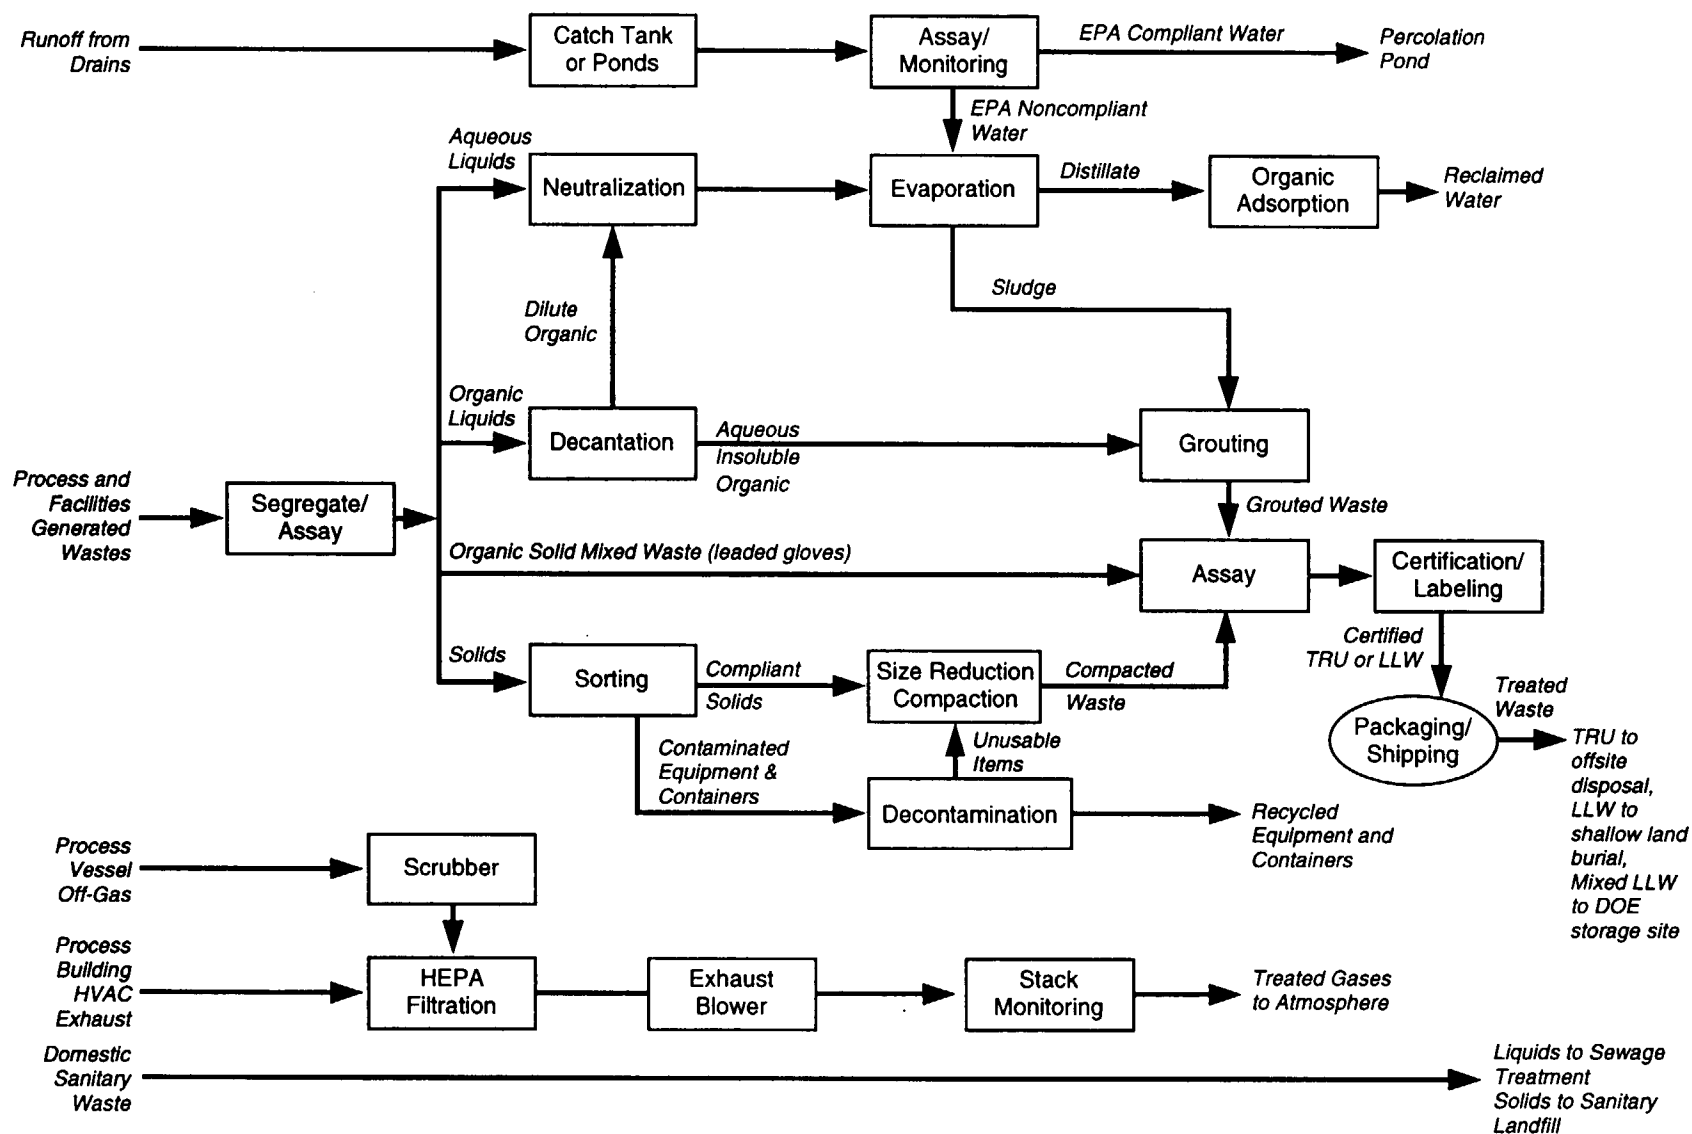 Runoff from
Drains
Catch Tank
or Ponds
Assay/
Monitoring
EPA Compliant Water
Percolation
Pond
EPA Noncompliant
Water
Aqueous
Liquids
Neutralization
Evaporation
Distillate
Organic
Adsorption
Reclaimed
Water
Sludge
Dilute
Organic
Organic
Liquids
Decantation
Aqueous
Insoluble
Organic
Grouting
Process and
Facilities
Generated
Wastes
Segregate/
Assay
Grouted Waste
Organic Solid Mixed Waste (leaded gloves)
Assay
Certification/
Labeling
Certified
TRU or LLW
Solids
Sorting
Compliant
Solids
Size Reduction
Compaction
Compacted
Waste
Packaging/
Shipping
Treated
Waste
TRU to
offsite
disposal,
LLW to
shallow land
burial,
Mixed LLW
to DOE
storage site
Contaminated
Equipment &
Containers
Unusable
Items
Decontamination
Recycled
Equipment and
Containers
Process
Vessel
Off-Gas
Scrubber
Process
Building
HVAC
Exhaust
HEPA
Filtration
Exhaust
Blower
Stack
Monitoring
Treated Gases
to Atmosphere
Domestic
Sanitary
Waste
Liquids to Sewage
Treatment
Solids to Sanitary
Landfill